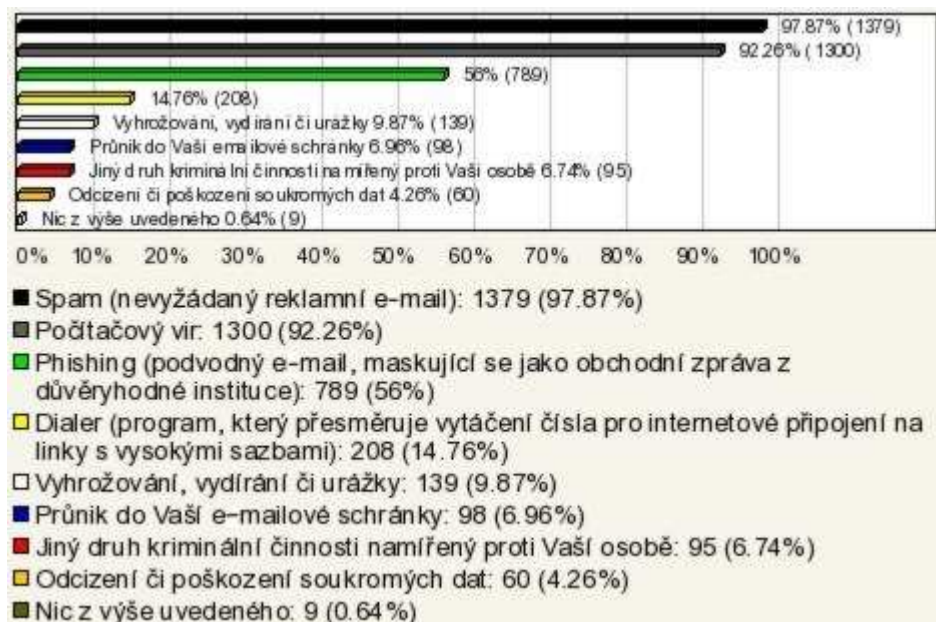 97.87% (1379)
92.26% (1300)
56% (789)
14.76% (208)
Vyhrožování, vydírání či urážky 9.87% (139)
Průnik do Vaší emailové schránky 6.96% (98)
Jiný druh kriminální činnosti namířený proti Vaší osobě 6.74% (95)
Odcizení či poškození soukromých dat 4.26% (60)
Nic z výše uvedeného 0.64% (9)
0% 10% 20% 30% 40% 50% 60% 70% 80% 90% 100%
Spam (nevyžádaný reklamní e-mail): 1379 (97.87%)
Počítačový vir: 1300 (92.26%)
Phishing (podvodný e-mail, maskující se jako obchodní zpráva z
důvěryhodné instituce): 789 (56%)
Dialer (program, který přesměruje vytáčení čísla pro internetové připojení na
linky s vysokými sazbami): 208 (14.76%)
Vyhrožování, vydírání či urážky: 139 (9.87%)
Průnik do Vaší e-mailové schránky: 98 (6.96%)
Jiný druh kriminální činnosti namířený proti Vaší osobě: 95 (6.74%)
Odcizení či poškození soukromých dat: 60 (4.26%)
Nic z výše uvedeného: 9 (0.64%)